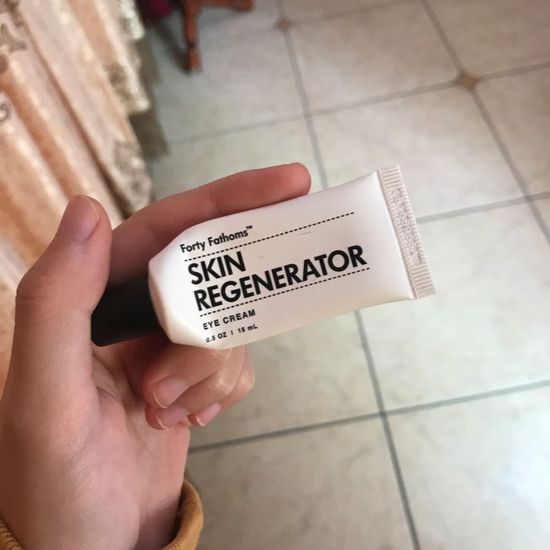 Forty Fathoms™
SKIN
REGENERATOR
EYE CREAM
0.5 OZ | 15 mL